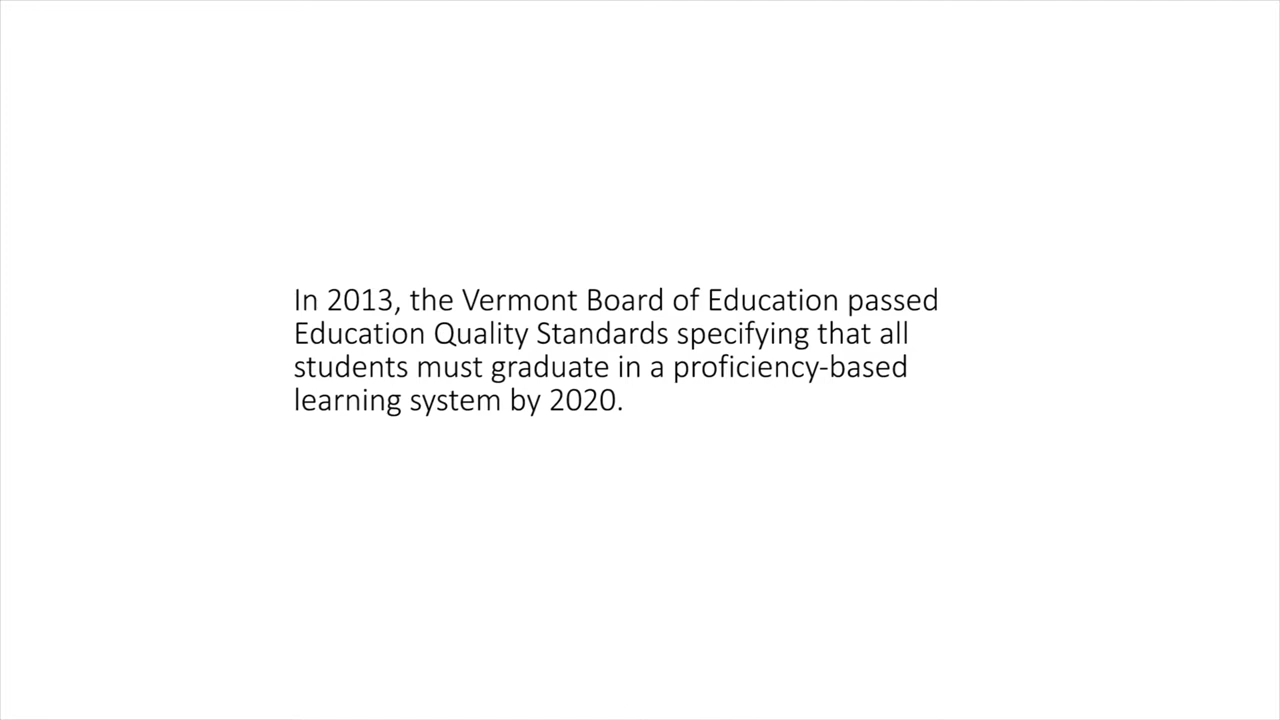 In 2013, the Vermont Board of Education passed
Education Quality Standards specifying that all
students must graduate in a proficiency-based
learning system by 2020.